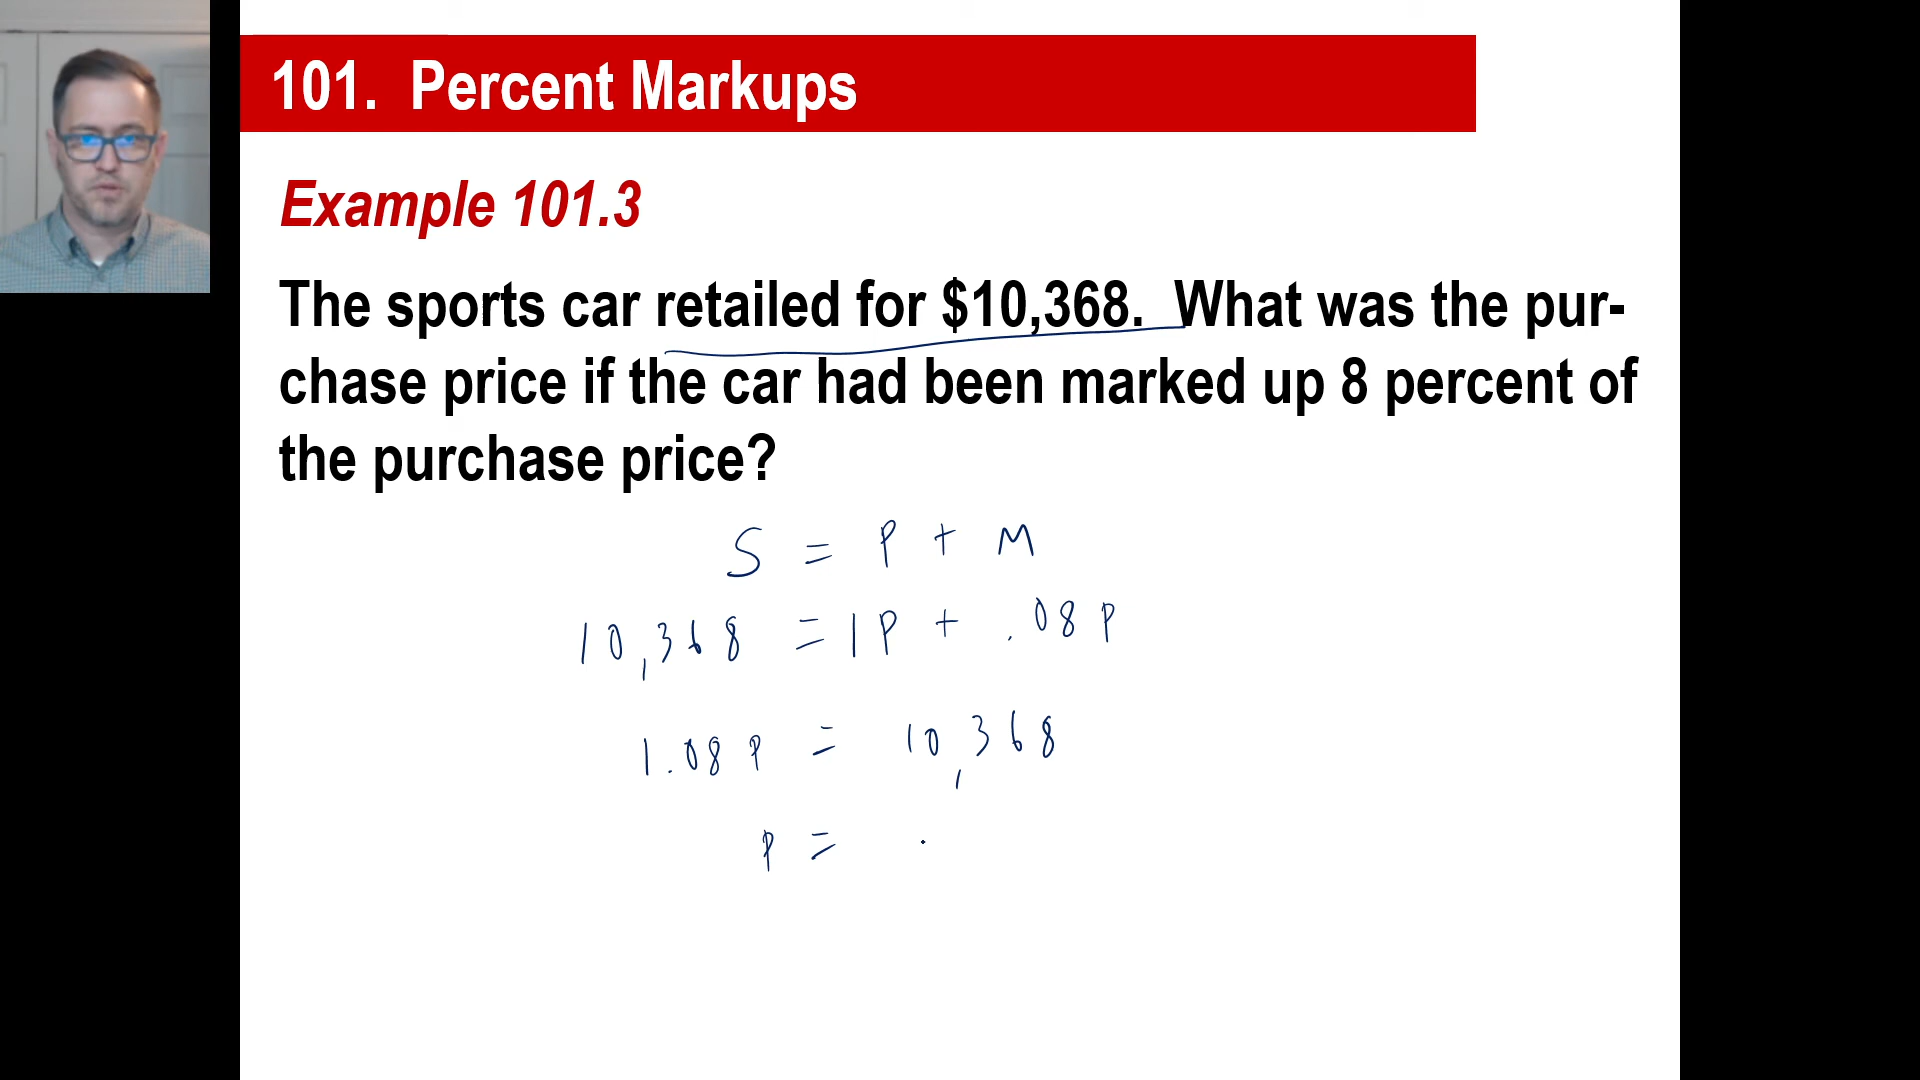 101. Percent Markups
Example 101.3
The sports car retailed for $10,368. What was the pur-
chase price if the car had been marked up 8 percent of
the purchase price?
S = P + M
10,368 = 1P + .08P
1.08P = 10,368
P =